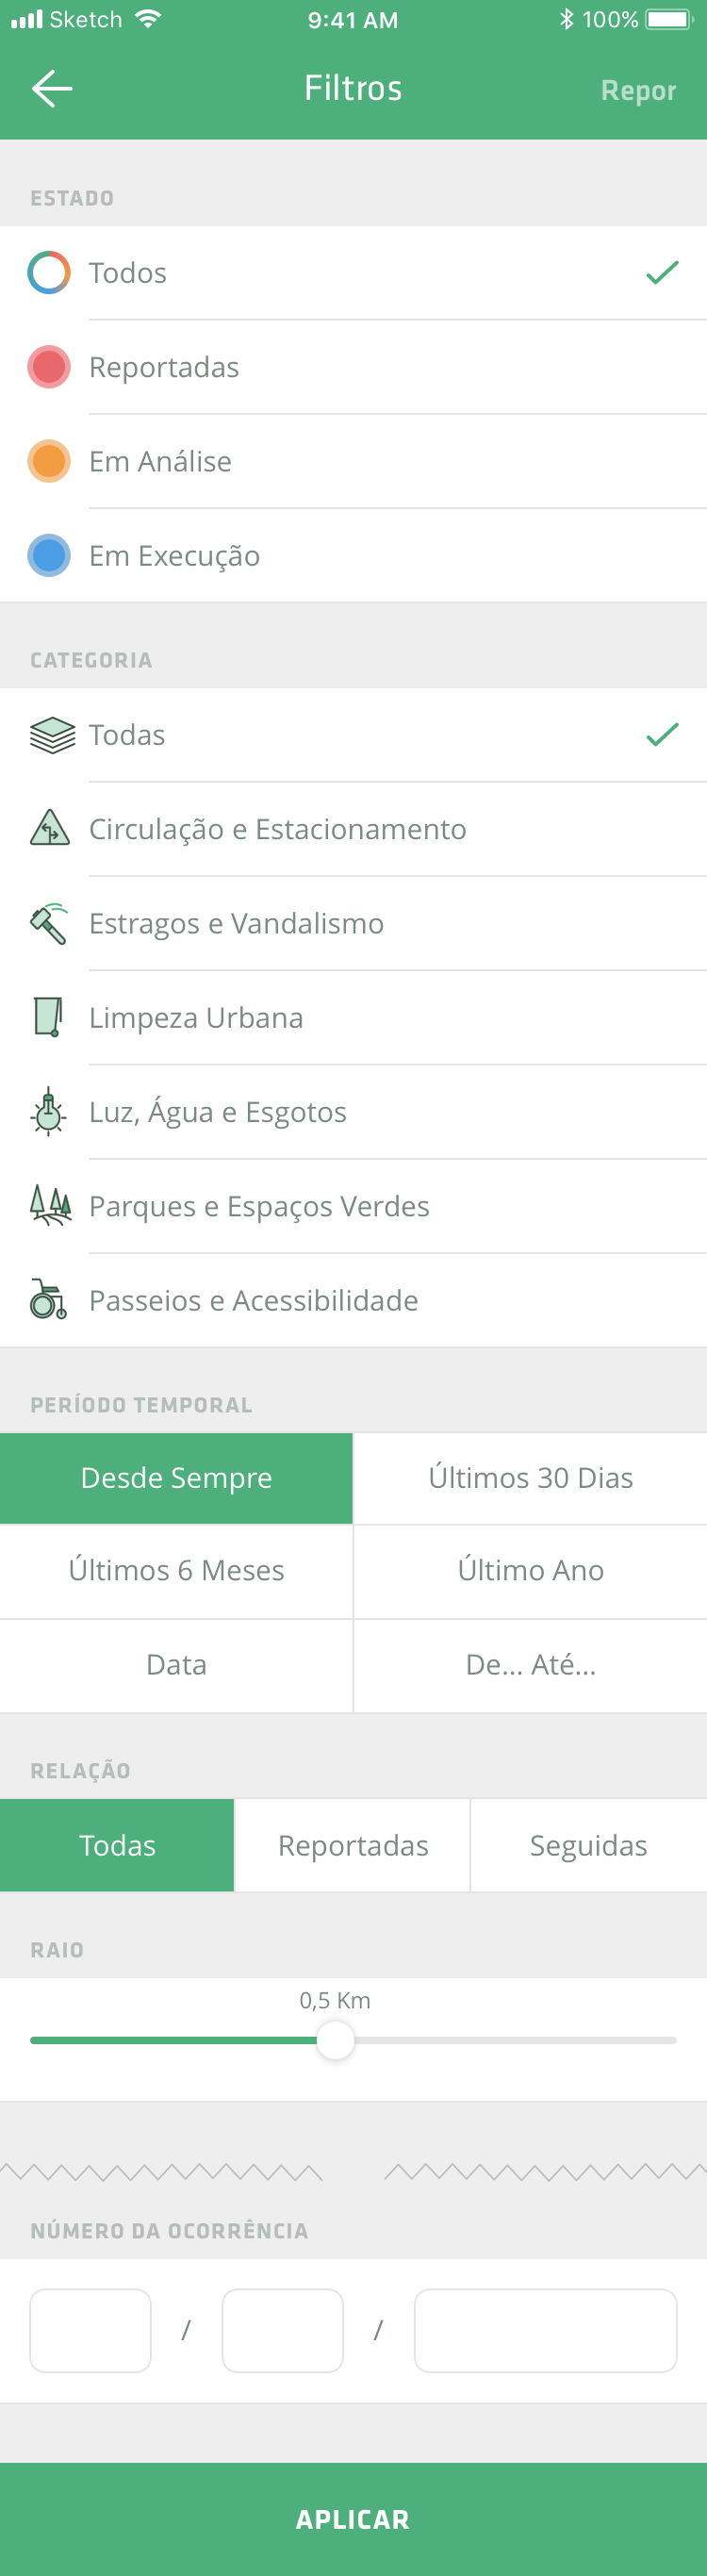 Sketch 9:41 AM 100%
Filtros Repor
ESTADO
Todos
Reportadas
Em Análise
Em Execução
CATEGORIA
Todas
Circulação e Estacionamento
Estragos e Vandalismo
Limpeza Urbana
Luz, Água e Esgotos
Parques e Espaços Verdes
Passeios e Acessibilidade
PERÍODO TEMPORAL
Desde Sempre Últimos 30 Dias
Últimos 6 Meses Último Ano
Data De... Até...
RELAÇÃO
Todas Reportadas Seguidas
RAIO
0,5 Km
NÚMERO DA OCORRÊNCIA
/ /
APLICAR